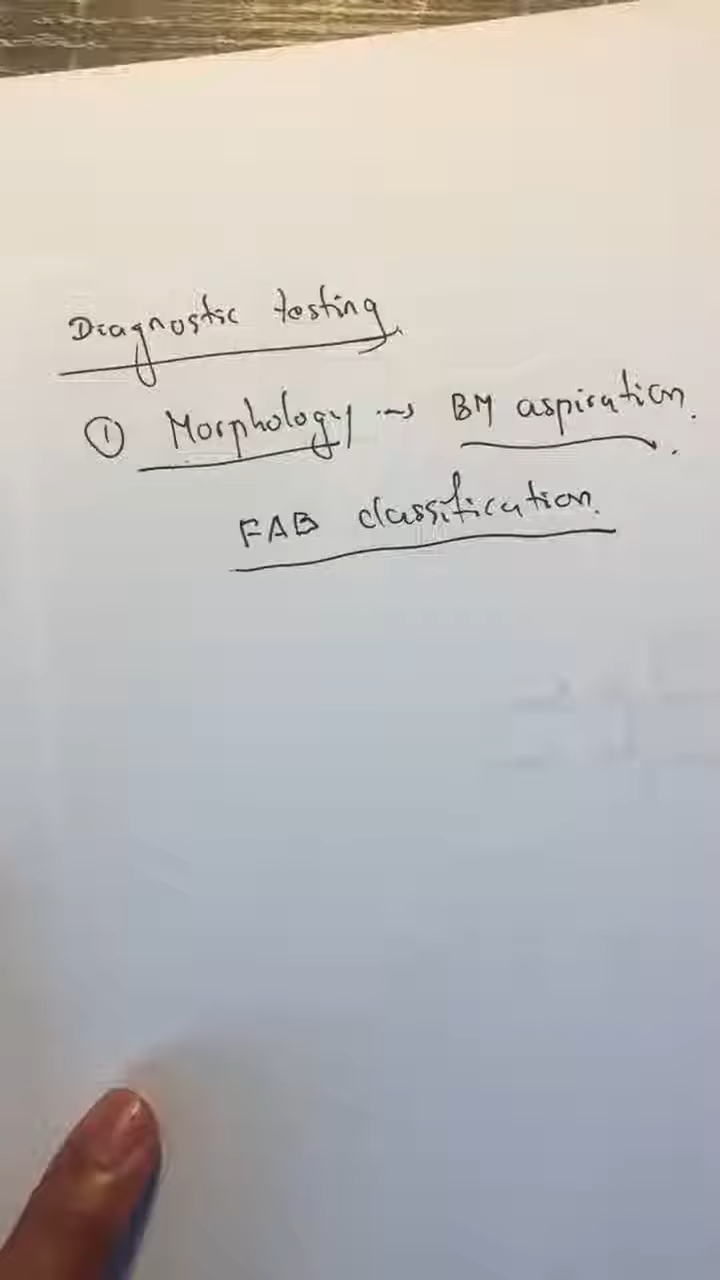 Diagnostic testing.
① Morphology → BM aspiration.
FAB classification.